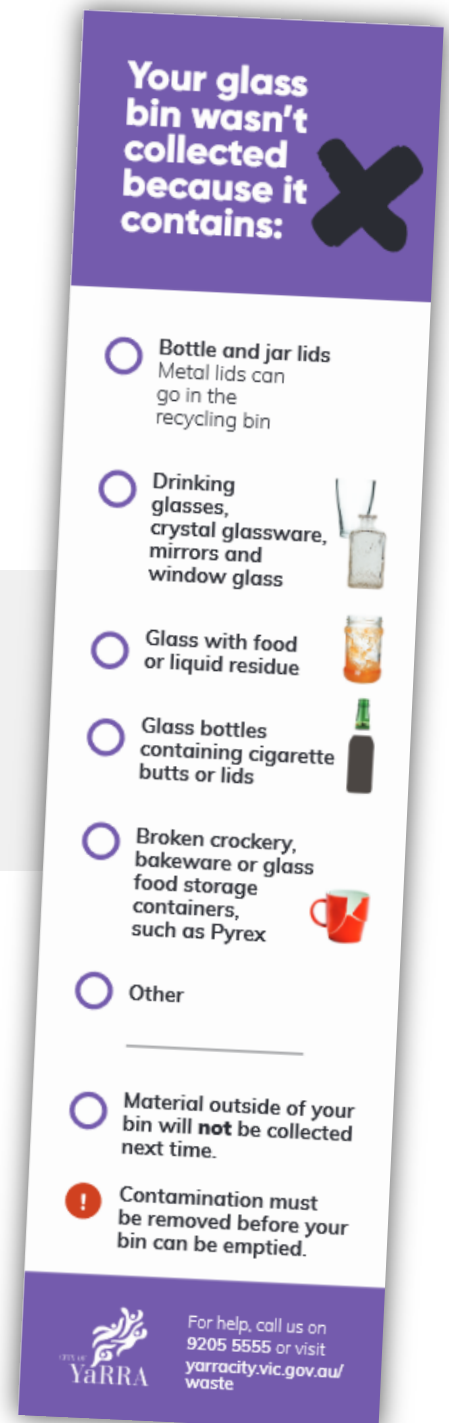 Your glass
bin wasn't
collected
because it
contains:
Bottle and jar lids
Metal lids can
go in the
recycling bin
Drinking
glasses,
crystal glassware,
mirrors and
window glass
Glass with food
or liquid residue
Glass bottles
containing cigarette
butts or lids
Broken crockery,
bakeware or glass
food storage
containers,
such as Pyrex
Other
Material outside of your
bin will not be collected
next time.
!
Contamination must
be removed before your
bin can be emptied.
CITY OF
YaRRA
For help, call us on
9205 5555 or visit
yarracity.vic.gov.au/
waste